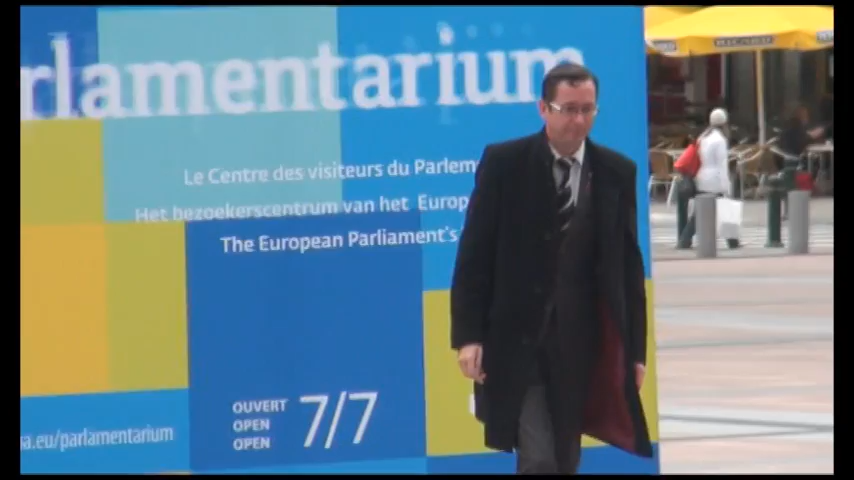 rlamentarium
Le Centre des visiteurs du Parlem
Het bezoekerscentrum van het Europ
The European Parliament's
OUVERT
OPEN
OPEN
7/7
a.eu/parlamentarium
RICARD